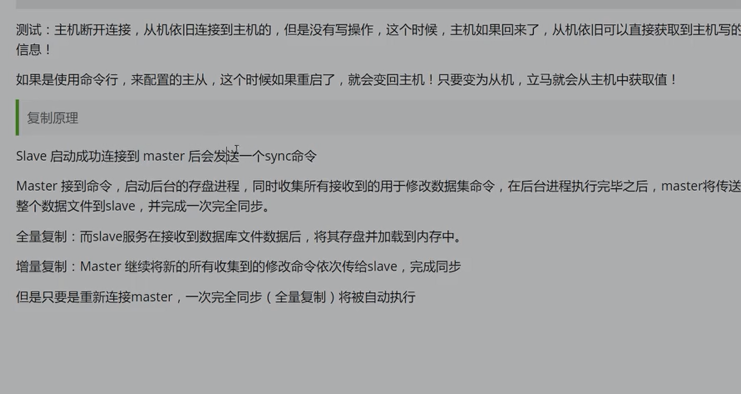 测试：主机断开连接，从机依旧连接到主机的，但是没有写操作，这个时候，主机如果回来了，从机依旧可以直接获取到主机写的
信息！
如果是使用命令行，来配置的主从，这个时候如果重启了，就会变回主机！只要变为从机，立马就会从主机中获取值！
复制原理
Slave 启动成功连接到 master 后会发送一个sync命令
Master 接到命令，启动后台的存盘进程，同时收集所有接收到的用于修改数据集命令，在后台进程执行完毕之后，master将传送
整个数据文件到slave，并完成一次完全同步。
全量复制：而slave服务在接收到数据库文件数据后，将其存盘并加载到内存中。
增量复制：Master 继续将新的所有收集到的修改命令依次传给slave，完成同步
但是只要是重新连接master，一次完全同步（全量复制）将被自动执行